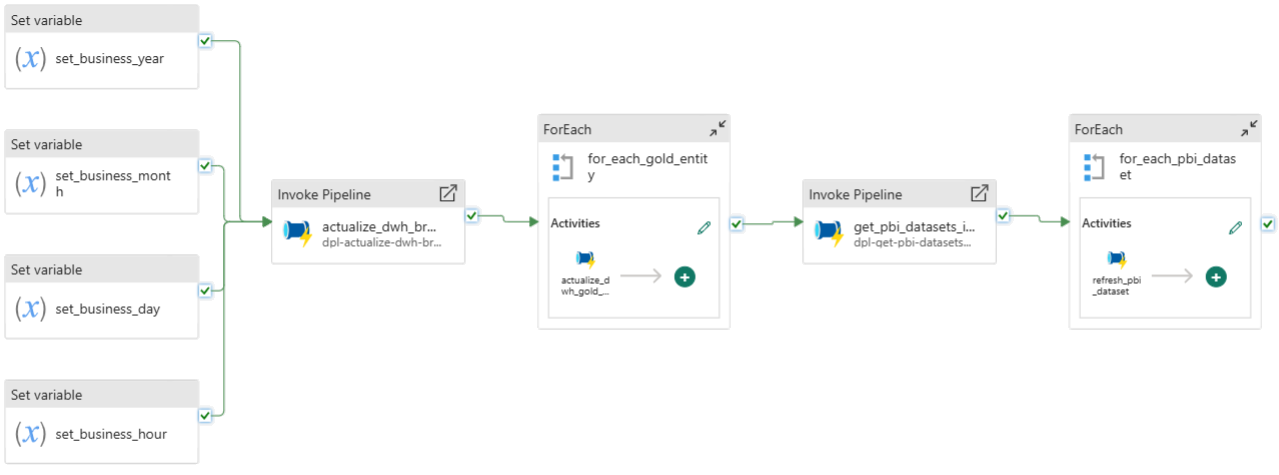 Set variable
(x) set_business_year
Set variable
(x) set_business_mont
h
Set variable
(x) set_business_day
Set variable
(x) set_business_hour
Invoke Pipeline
actualize_dwh_br...
dpl-actualize-dwh-br...
ForEach
for_each_gold_entit
y
Activities
actualize_d
wh_gold_...
Invoke Pipeline
get_pbi_datasets_i...
dpl-get-pbi-datasets...
ForEach
for_each_pbi_datas
et
Activities
refresh_pbi
_dataset